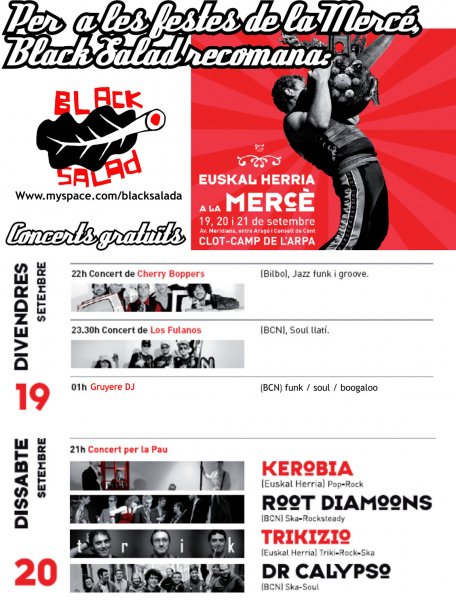 Per a les festes de la Mercé,
Black Salad recomana:
BLACK
SALAD
Www.myspace.com/blacksalada
EUSKAL HERRIA
A LA MERCÈ
19, 20 i 21 de setembre
Av. Meridiana, entre Aragó i Consell de Cent
CLOT-CAMP DE L'ARPA
Concerts gratuïts
DIVENDRES
SETEMBRE
19
22h Concert de Cherry Boppers
(Bilbo), Jazz funk i groove.
23.30h Concert de Los Fulanos
(BCN), Soul llatí.
01h Gruyere DJ
(BCN) funk / soul / boogaloo
DISSABTE
SETEMBRE
20
21h Concert per la Pau
KEROBIA
(Euskal Herria) Pop-Rock
ROOT DIAMOONS
(BCN) Ska-Rocksteady
trik
TRIKIZIO
(Euskal Herria) Triki-Rock-Ska
DR CALYPSO
(BCN) Ska-Soul